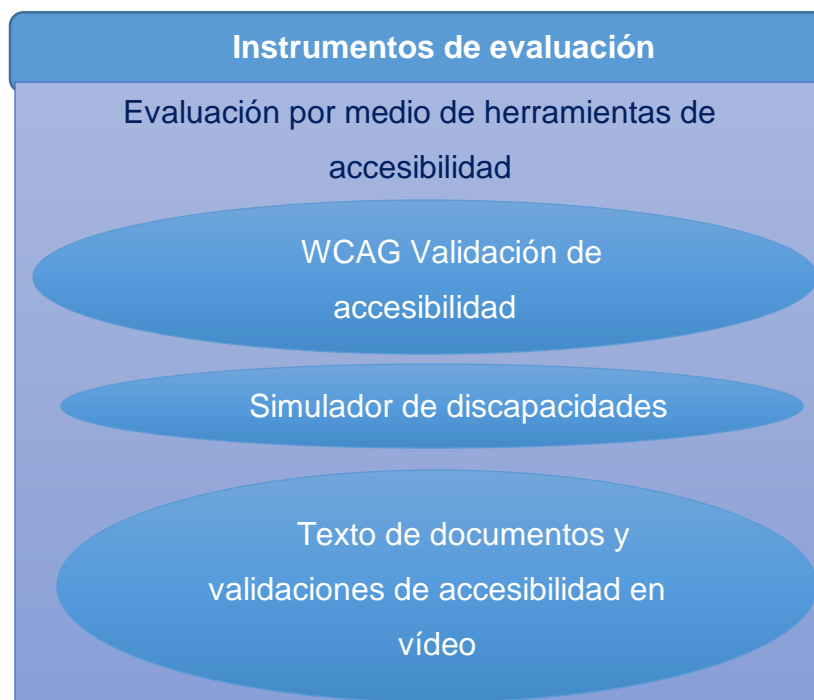 Instrumentos de evaluación
Evaluación por medio de herramientas de
accesibilidad
WCAG Validación de
accesibilidad
Simulador de discapacidades
Texto de documentos y
validaciones de accesibilidad en
vídeo